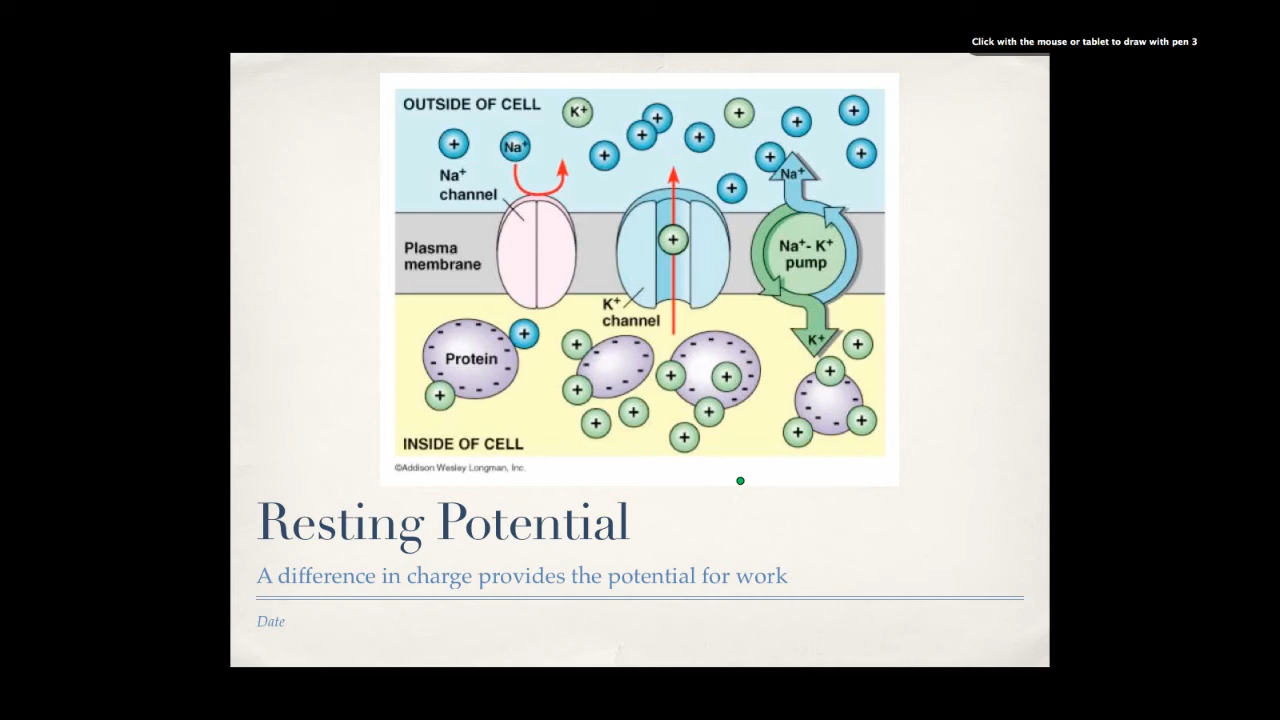 Click with the mouse or tablet to draw with pen 3
OUTSIDE OF CELL
K⁺
+
+
+
+
+
+
+
+
+
+
+
Na⁺
Na⁺
channel
Na⁺
Plasma
membrane
+
Na⁺- K⁺
pump
K⁺
channel
K⁺
Protein
+
+
+
+
+
+
+
+
+
+
+
+
+
+
INSIDE OF CELL
©Addison Wesley Longman, Inc.
Resting Potential
A difference in charge provides the potential for work
Date